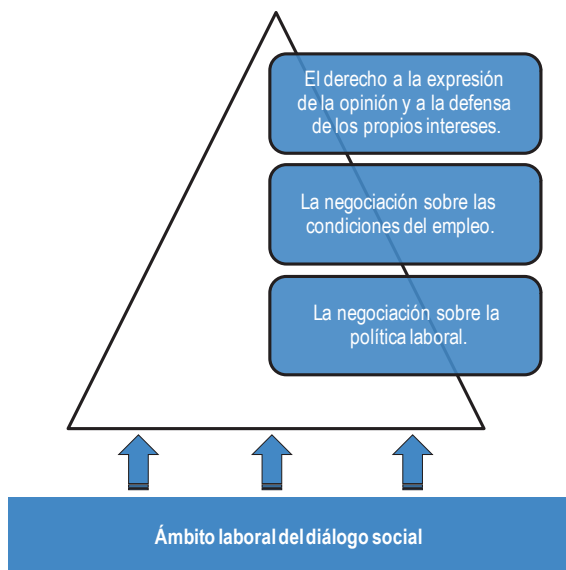 El derecho a la expresión
de la opinión y a la defensa
de los propios intereses.
La negociación sobre las
condiciones del empleo.
La negociación sobre la
política laboral.
Ámbito laboral del diálogo social